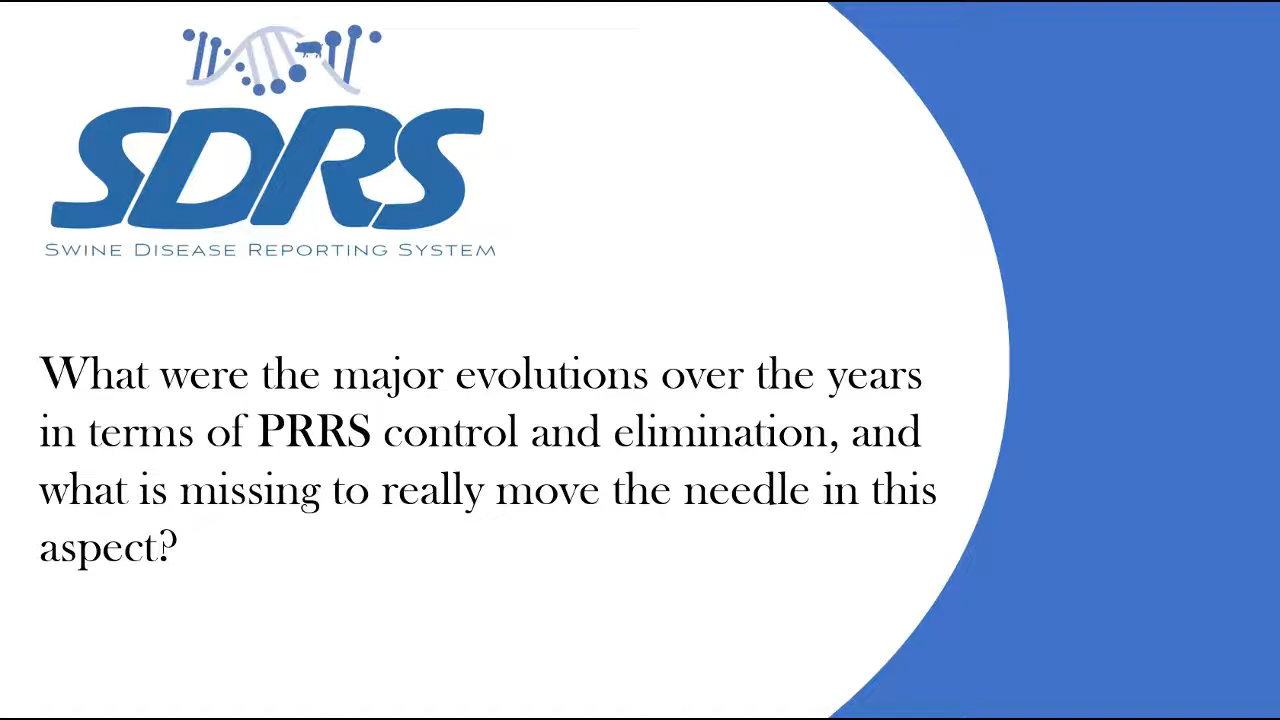 SDRS
SWINE DISEASE REPORTING SYSTEM
What were the major evolutions over the years
in terms of PRRS control and elimination, and
what is missing to really move the needle in this
aspect?